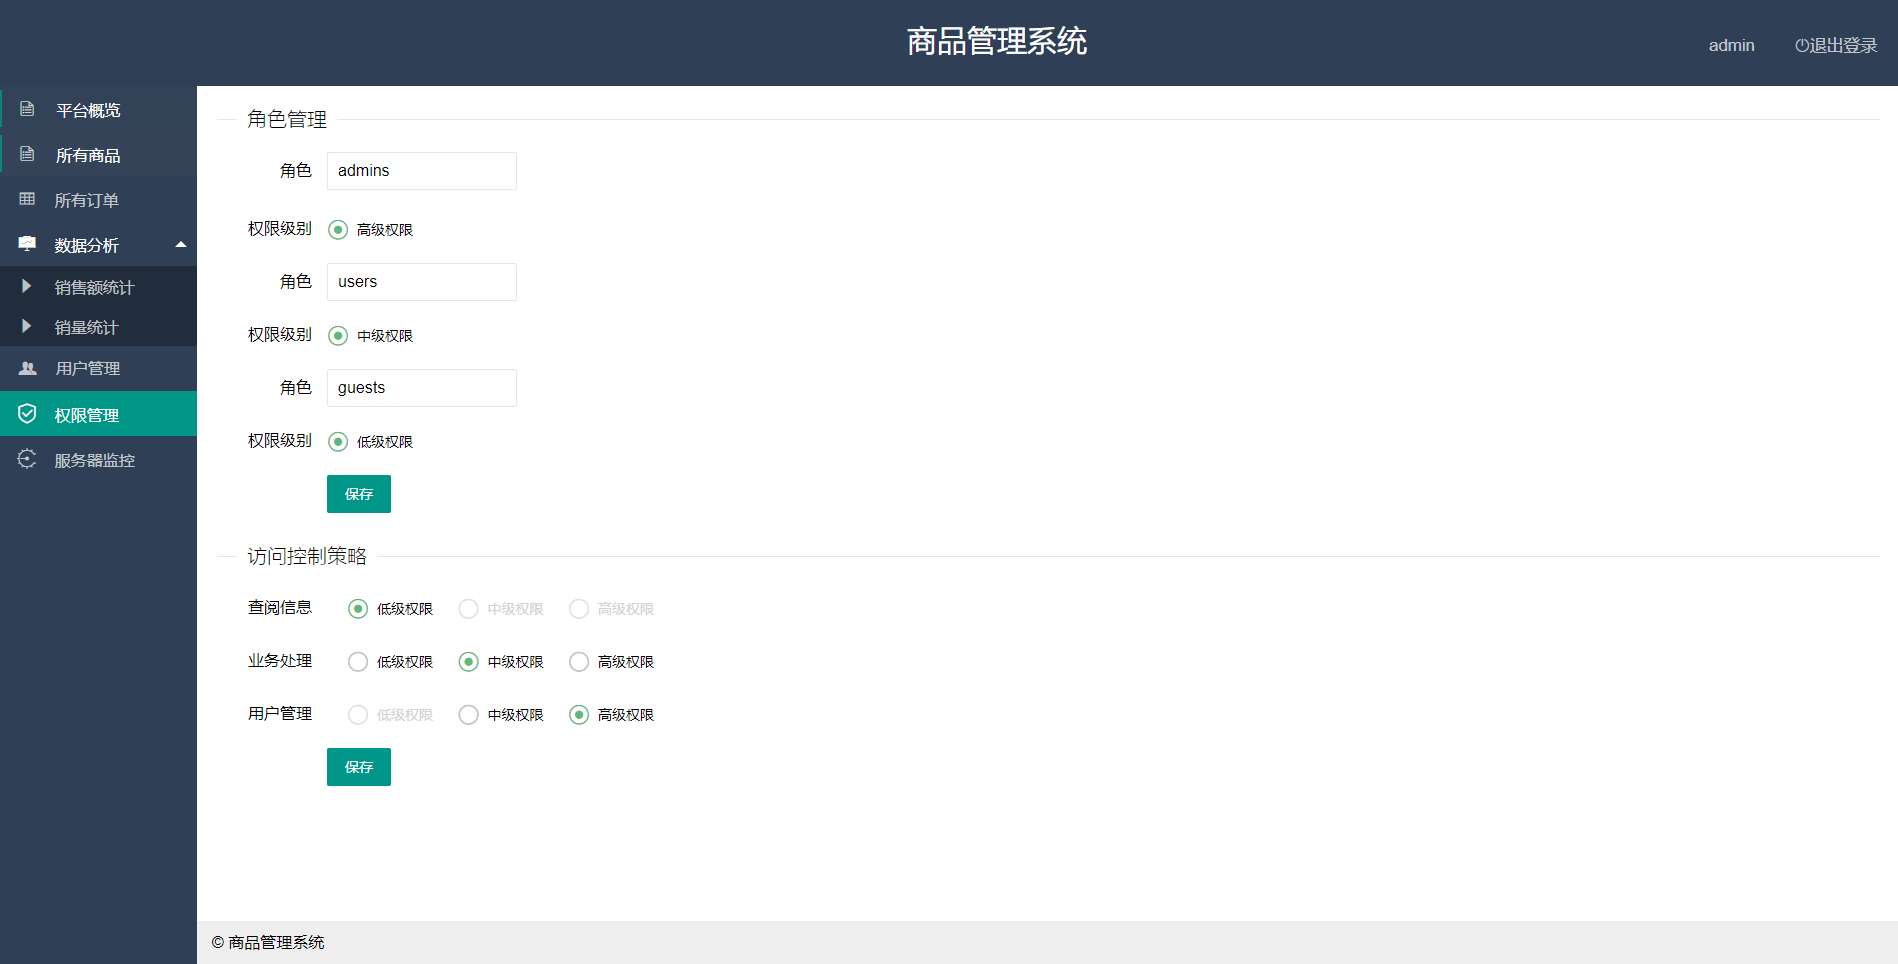 商品管理系统
admin
退出登录
平台概览
所有商品
所有订单
数据分析
销售额统计
销量统计
用户管理
权限管理
服务器监控
角色管理
角色 admins
权限级别 高级权限
角色 users
权限级别 中级权限
角色 guests
权限级别 低级权限
保存
访问控制策略
查阅信息 低级权限 中级权限 高级权限
业务处理 低级权限 中级权限 高级权限
用户管理 低级权限 中级权限 高级权限
保存
© 商品管理系统